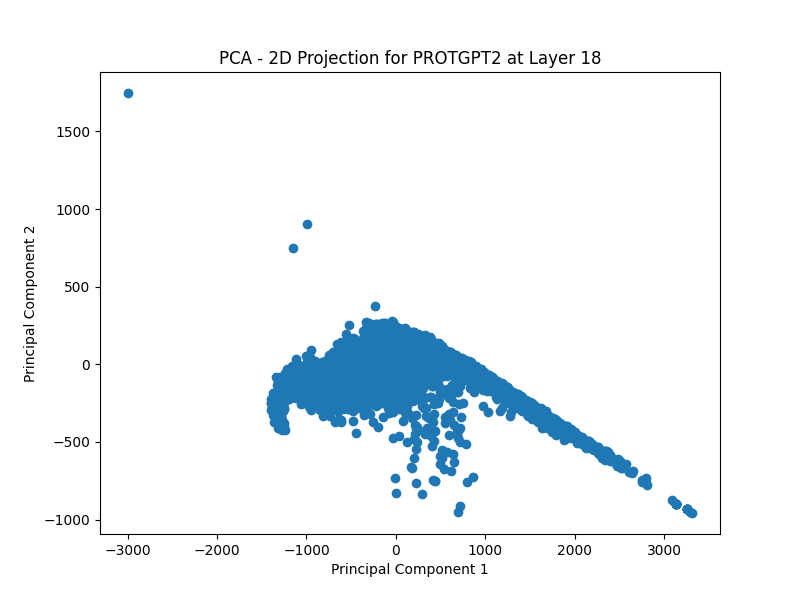 PCA - 2D Projection for PROTGPT2 at Layer 18
1500
1000
500
0
−500
−1000
Principal Component 2
−3000 −2000 −1000 0 1000 2000 3000
Principal Component 1